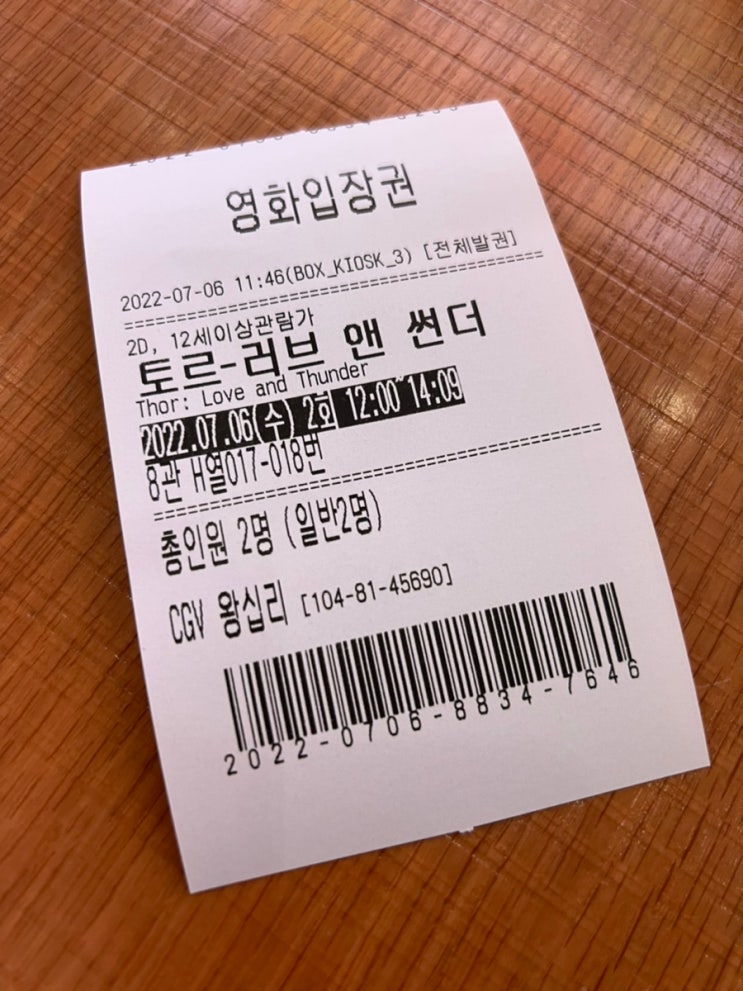 영화입장권
2022-07-06 11:46(BOX_KIOSK_3) [전체발권]
2D, 12세이상관람가
토르-러브 앤 썬더
Thor: Love and Thunder
2022.07.06(수) 2회 12:00~14:09
8관 H열017-018번
총인원 2명 (일반2명)
CGV 왕십리 [104-81-45690]
2022-0706-8834-7646